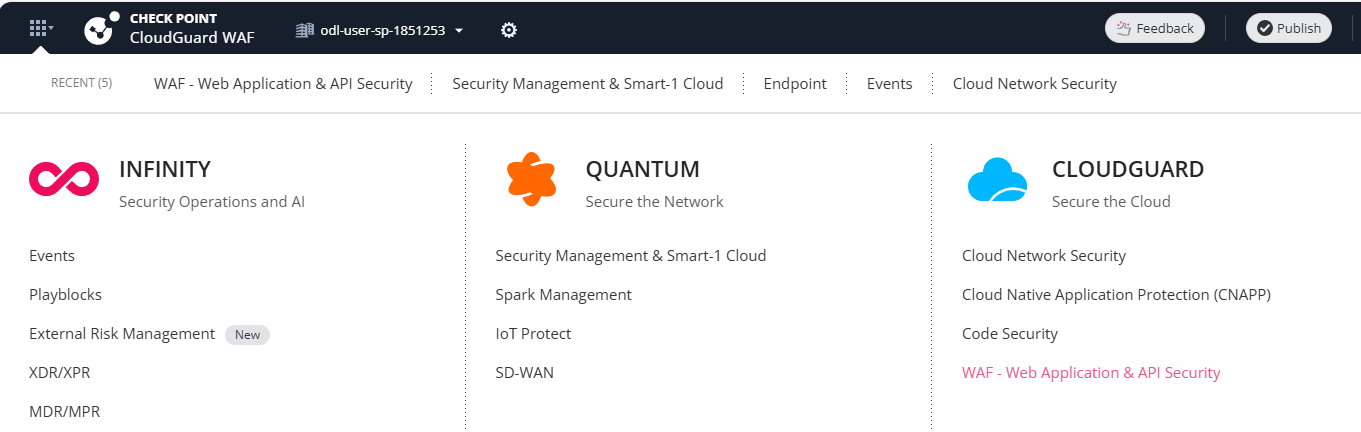 CHECK POINT
CloudGuard WAF
odl-user-sp-1851253
Feedback
Publish
RECENT (5)
WAF - Web Application & API Security
Security Management & Smart-1 Cloud
Endpoint
Events
Cloud Network Security
INFINITY
Security Operations and AI
Events
Playblocks
External Risk Management New
XDR/XPR
MDR/MPR
QUANTUM
Secure the Network
Security Management & Smart-1 Cloud
Spark Management
IoT Protect
SD-WAN
CLOUDGUARD
Secure the Cloud
Cloud Network Security
Cloud Native Application Protection (CNAPP)
Code Security
WAF - Web Application & API Security